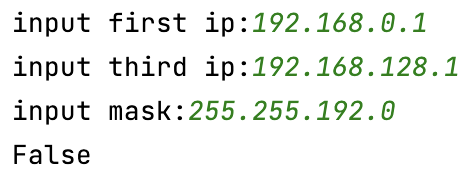 input first ip:192.168.0.1
input third ip:192.168.128.1
input mask:255.255.192.0
False